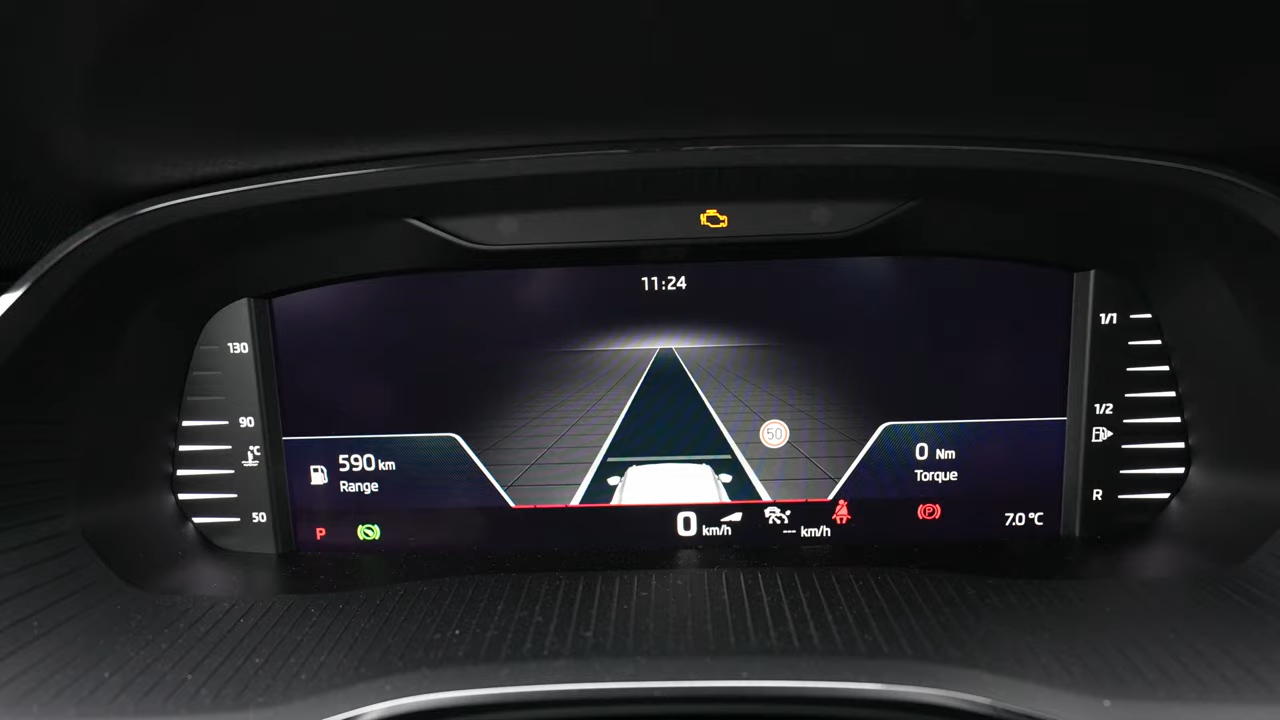 11:24
130
90
°C
50
590 km
Range
P
50
0 km/h
--- km/h
P
0 Nm
Torque
7.0 °C
1/1
1/2
R